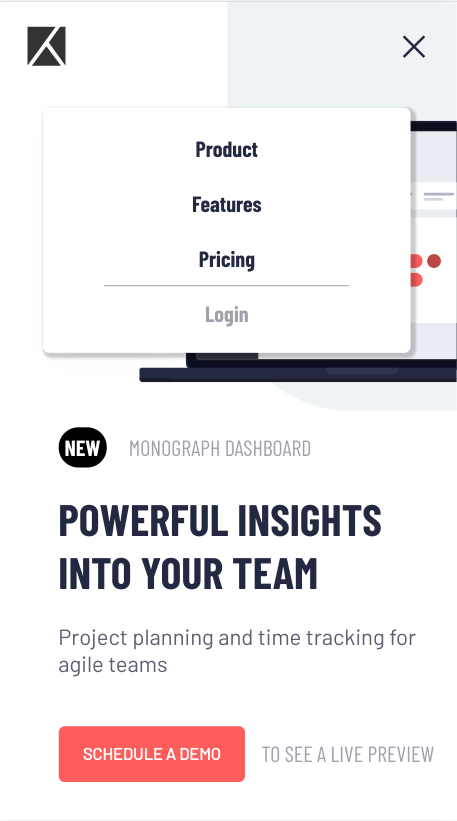 Product
Features
Pricing
Login
NEW MONOGRAPH DASHBOARD
POWERFUL INSIGHTS
INTO YOUR TEAM
Project planning and time tracking for
agile teams
SCHEDULE A DEMO TO SEE A LIVE PREVIEW